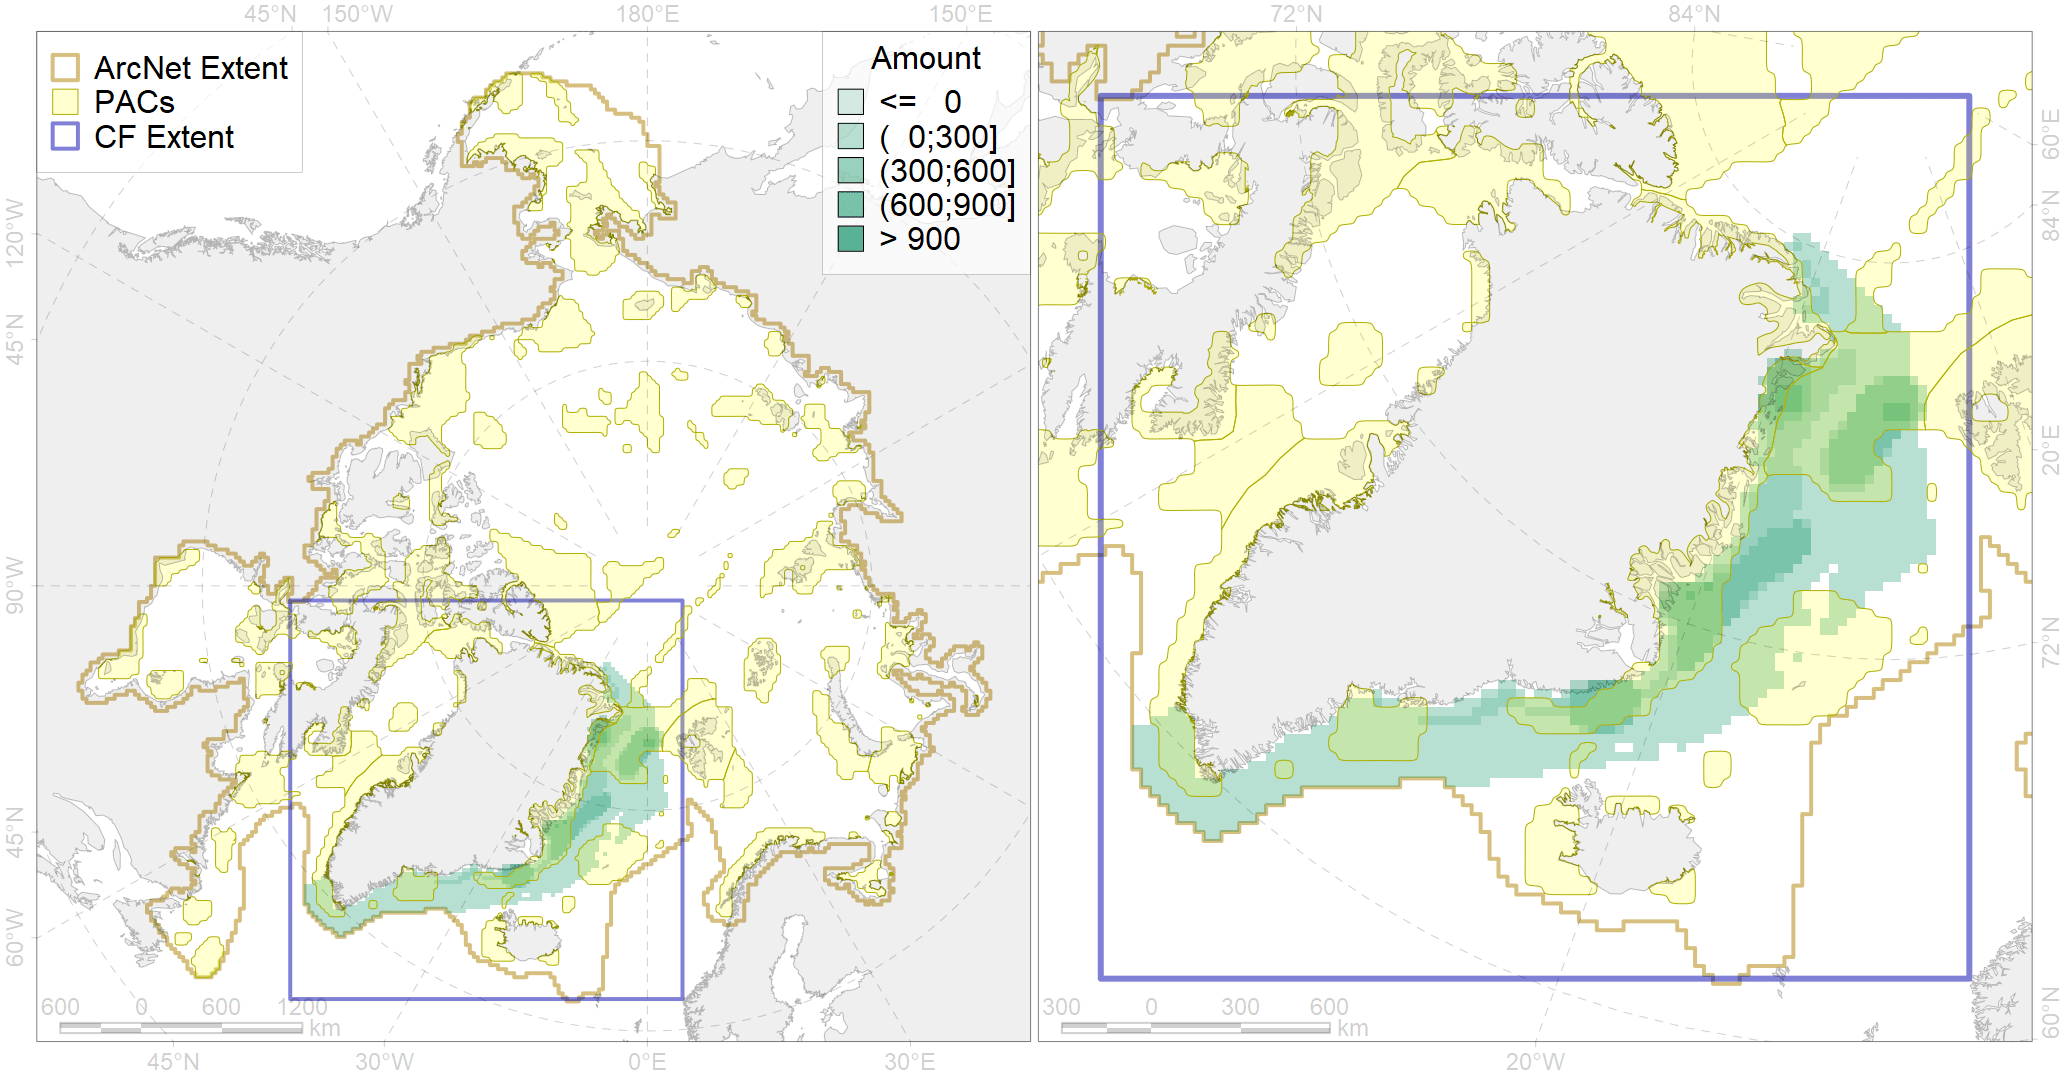 45°N 150°W 180°E 150°E 72°N 84°N
ArcNet Extent
PACs
CF Extent
Amount
<= 0
( 0;300]
(300;600]
(600;900]
> 900
120°W
45°N
90°W
45°N
60°W
60°E
84°N
20°E
72°N
60°N
600 0 600 1200
km
300 0 300 600
km
45°N 30°W 0°E 30°E 20°W